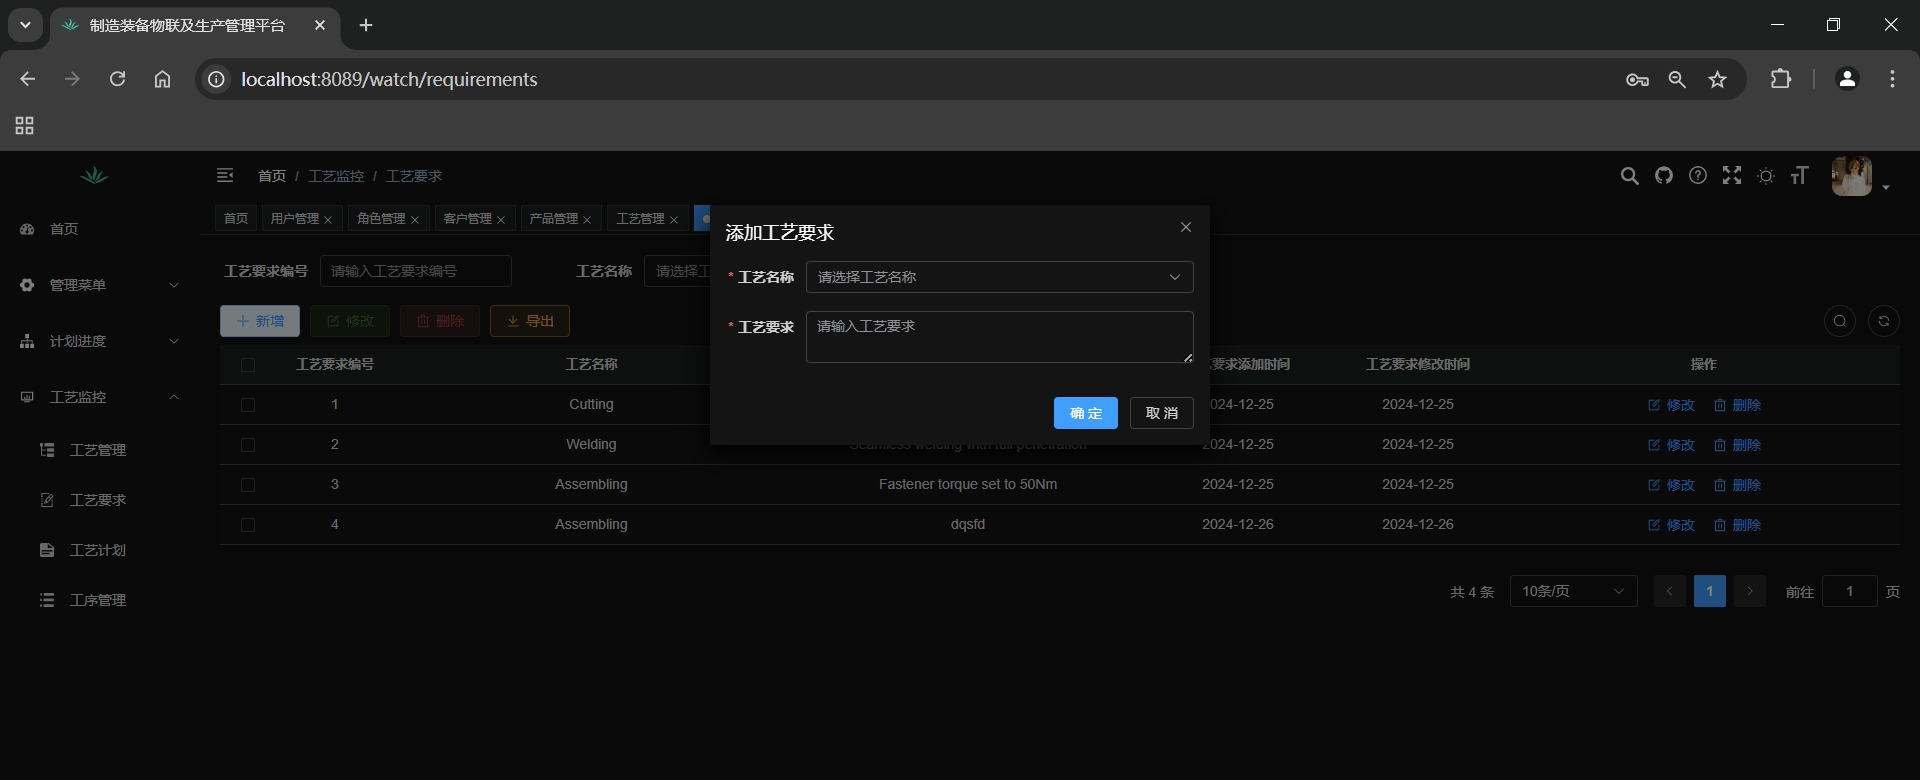 制造装备物联及生产管理平台
localhost:8089/watch/requirements
首页 / 工艺监控 / 工艺要求
首页 用户管理 角色管理 客户管理 产品管理 工艺管理
首页
管理菜单
计划进度
工艺监控
工艺管理
工艺要求
工艺计划
工序管理
工艺要求编号 请输入工艺要求编号 工艺名称 请选择工
新增 修改 删除 导出
添加工艺要求
* 工艺名称 请选择工艺名称
* 工艺要求 请输入工艺要求
确 定 取 消
工艺要求编号 工艺名称 要求添加时间 工艺要求修改时间 操作
1 Cutting 2024-12-25 2024-12-25 修改 删除
2 Welding Seamless welding with full penetration 2024-12-25 2024-12-25 修改 删除
3 Assembling Fastener torque set to 50Nm 2024-12-25 2024-12-25 修改 删除
4 Assembling dqsfd 2024-12-26 2024-12-26 修改 删除
共 4 条 10条/页 1 前往 1 页